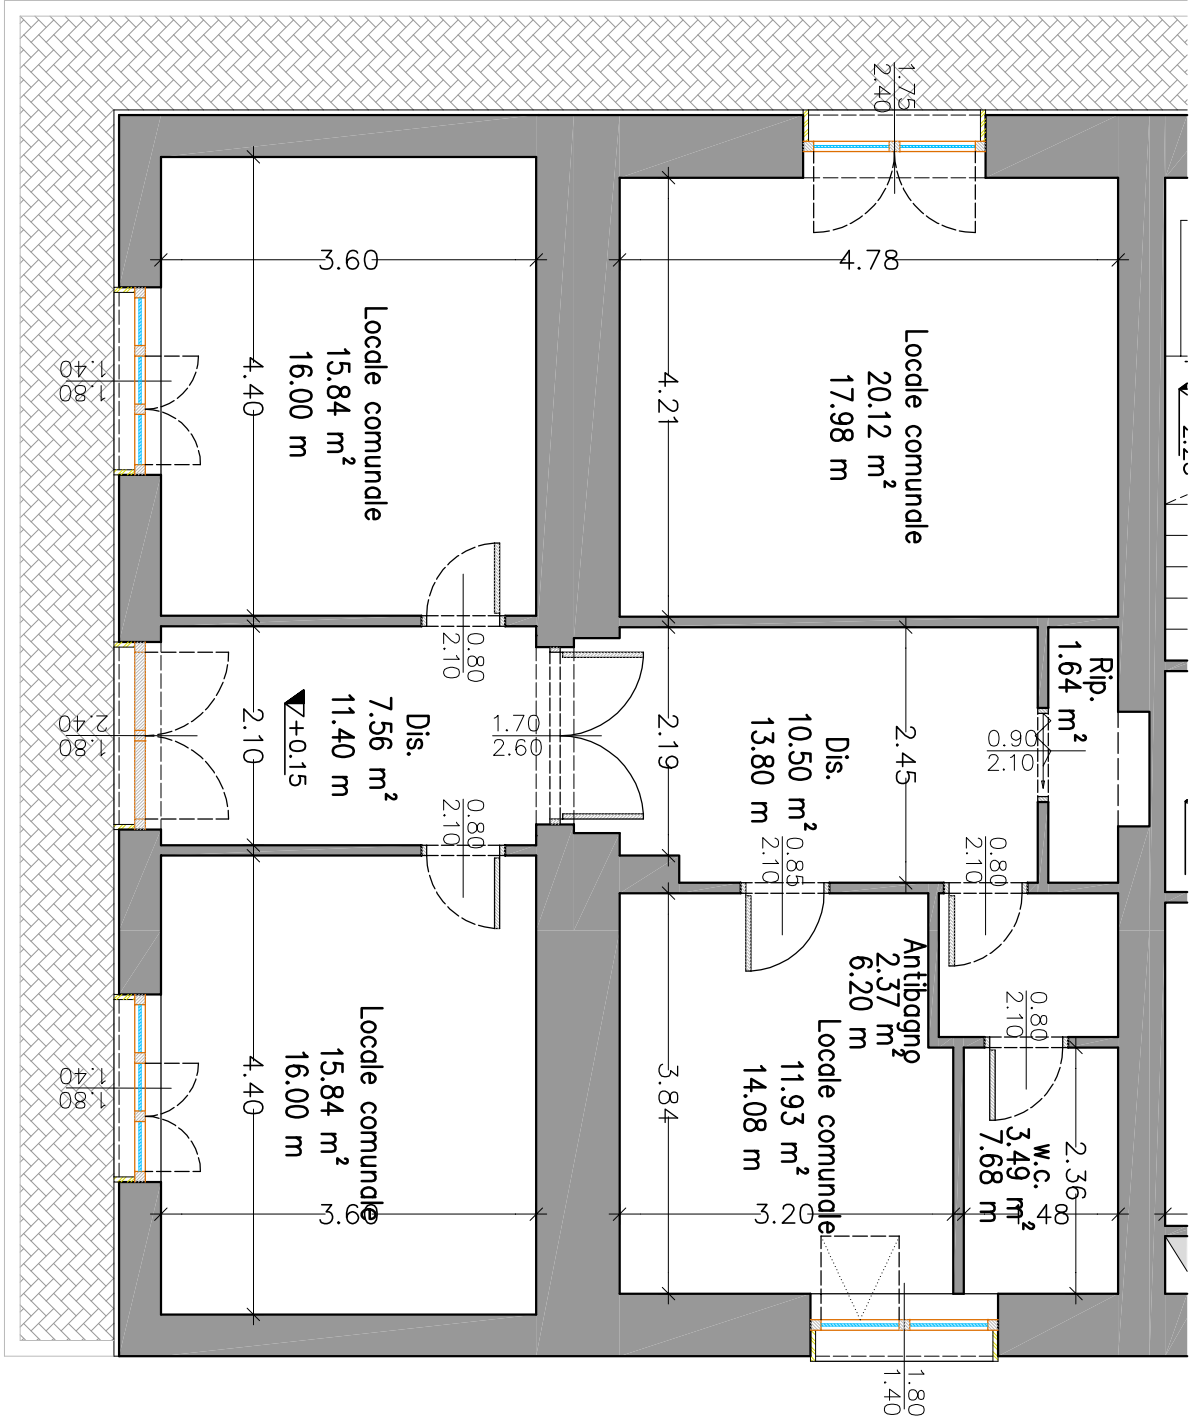 1.75
2.40
3.60
4.78
Locale comunale
15.84 m²
16.00 m
4.40
1.40
1.80
Locale comunale
20.12 m²
17.98 m
4.21
0.80
2.10
Dis.
7.56 m²
11.40 m
+0.15
2.10
2.40
1.80
1.70
2.60
2.19
Dis.
10.50 m²
13.80 m
2.45
Rip.
1.64 m²
0.90
2.10
0.80
2.10
0.85
2.10
0.80
2.10
Antibagno
2.37 m²
6.20 m
0.80
2.10
Locale comunale
15.84 m²
16.00 m
4.40
1.40
1.80
3.60
Locale comunale
11.93 m²
14.08 m
3.84
3.20
w.c.
3.49 m²
7.68 m
2.36
48
1.80
1.40